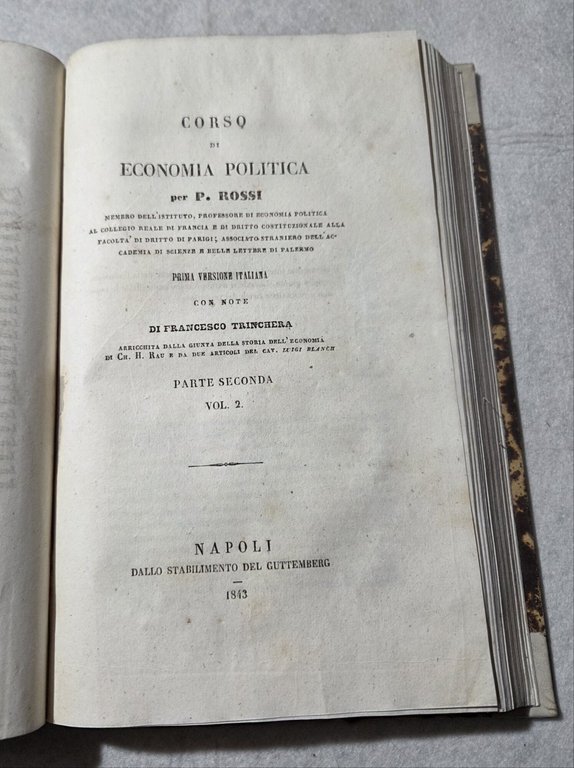 CORSO
DI
ECONOMIA POLITICA
per P. ROSSI
MEMBRO DELL'ISTITUTO, PROFESSORE DI ECONOMIA POLITICA
AL COLLEGIO REALE DI FRANCIA E DI DRITTO COSTITUZIONALE ALLA
FACOLTA' DI DRITTO DI PARIGI; ASSOCIATO STRANIERO DELL'AC-
CADEMIA DI SCIENZE E BELLE LETTERE DI PALERMO
PRIMA VERSIONE ITALIANA
CON NOTE
DI FRANCESCO TRINCHERA
ARRICCHITA DALLA GIUNTA DELLA STORIA DELL'ECONOMIA
DI CH. H. RAU E DA DUE ARTICOLI DEL CAV. LUIGI BLANCH
PARTE SECONDA
VOL. 2.
NAPOLI
DALLO STABILIMENTO DEL GUTTEMBERG
1843